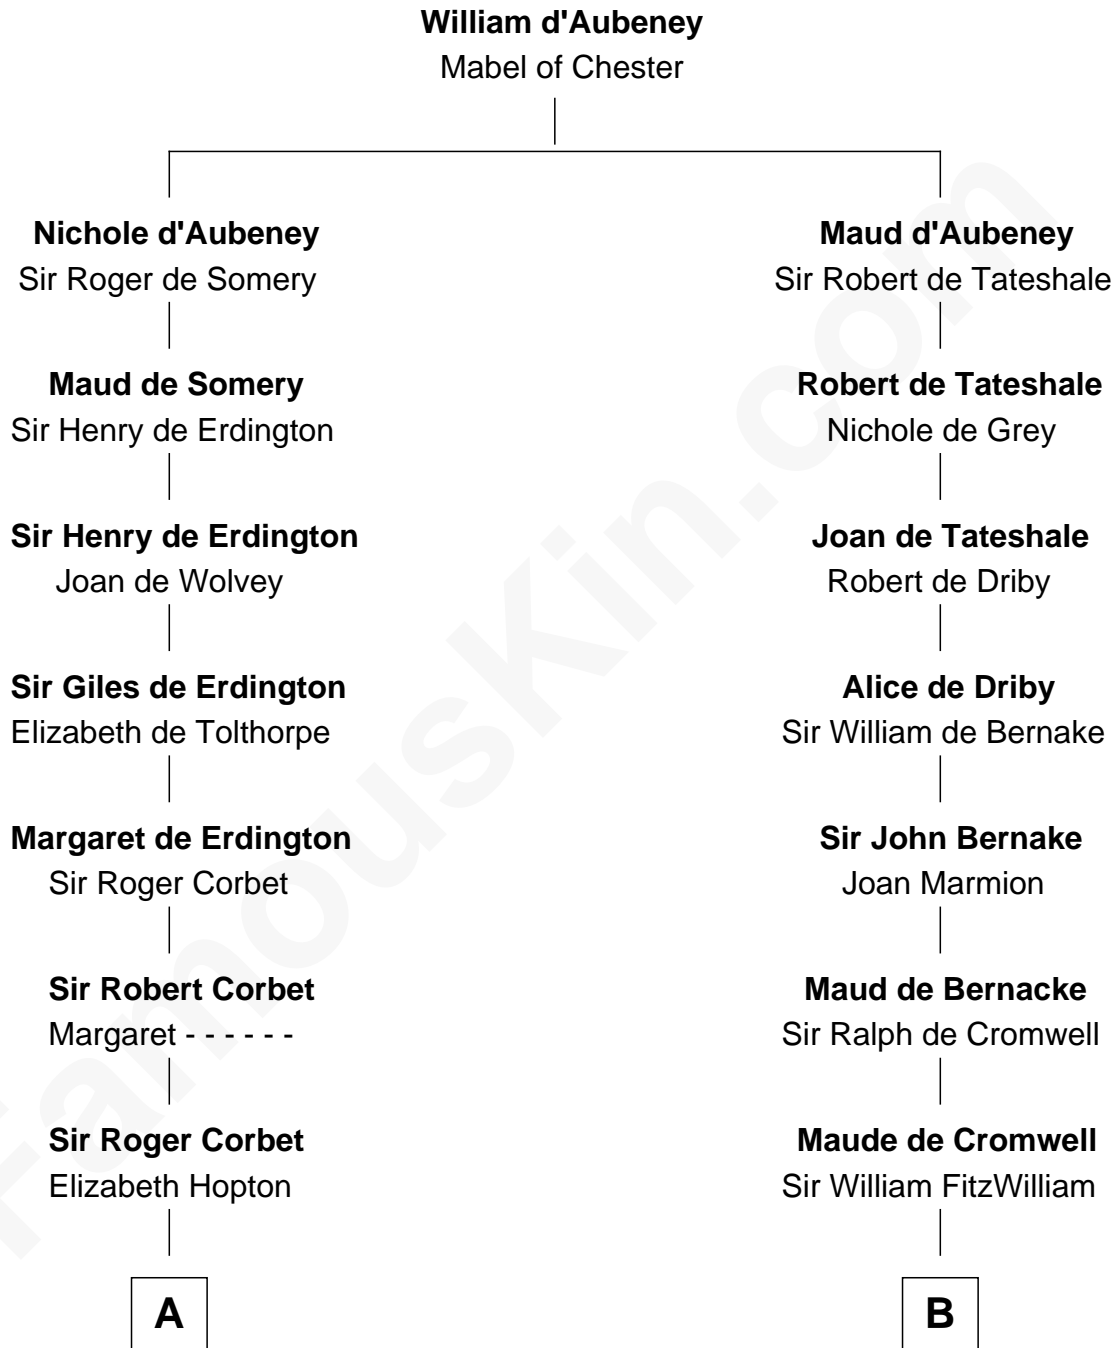 William d'Aubeney
Mabel of Chester
Nichole d'Aubeney
Sir Roger de Somery
Maud d'Aubeney
Sir Robert de Tateshale
Maud de Somery
Sir Henry de Erdington
Robert de Tateshale
Nichole de Grey
Sir Henry de Erdington
Joan de Wolvey
Joan de Tateshale
Robert de Driby
Sir Giles de Erdington
Elizabeth de Tolthorpe
Alice de Driby
Sir William de Bernake
Margaret de Erdington
Sir Roger Corbet
Sir John Bernake
Joan Marmion
Sir Robert Corbet
Margaret - - - - - -
Maud de Bernacke
Sir Ralph de Cromwell
Sir Roger Corbet
Elizabeth Hopton
Maude de Cromwell
Sir William FitzWilliam
A
B
FamousKin.com